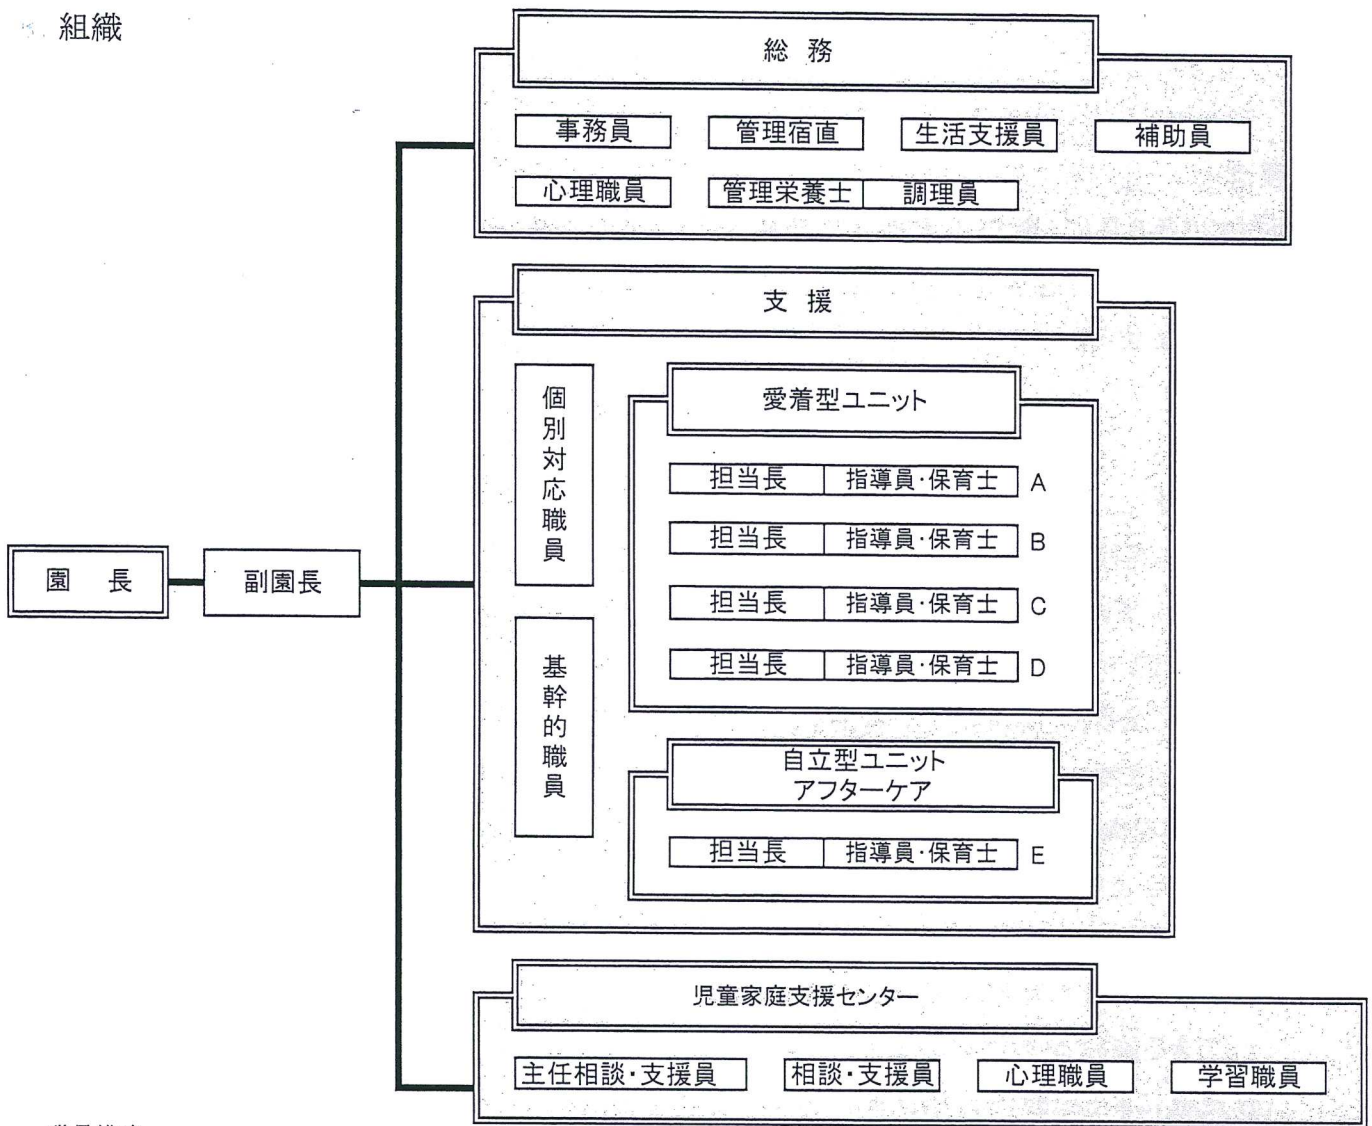 組織
総 務
事務員 管理宿直 生活支援員 補助員
心理職員 管理栄養士 調理員
支 援
個別対応職員
基幹的職員
愛着型ユニット
担当長 指導員・保育士 A
担当長 指導員・保育士 B
担当長 指導員・保育士 C
担当長 指導員・保育士 D
自立型ユニット
アフターケア
担当長 指導員・保育士 E
園 長
副園長
児童家庭支援センター
主任相談・支援員 相談・支援員 心理職員 学習職員